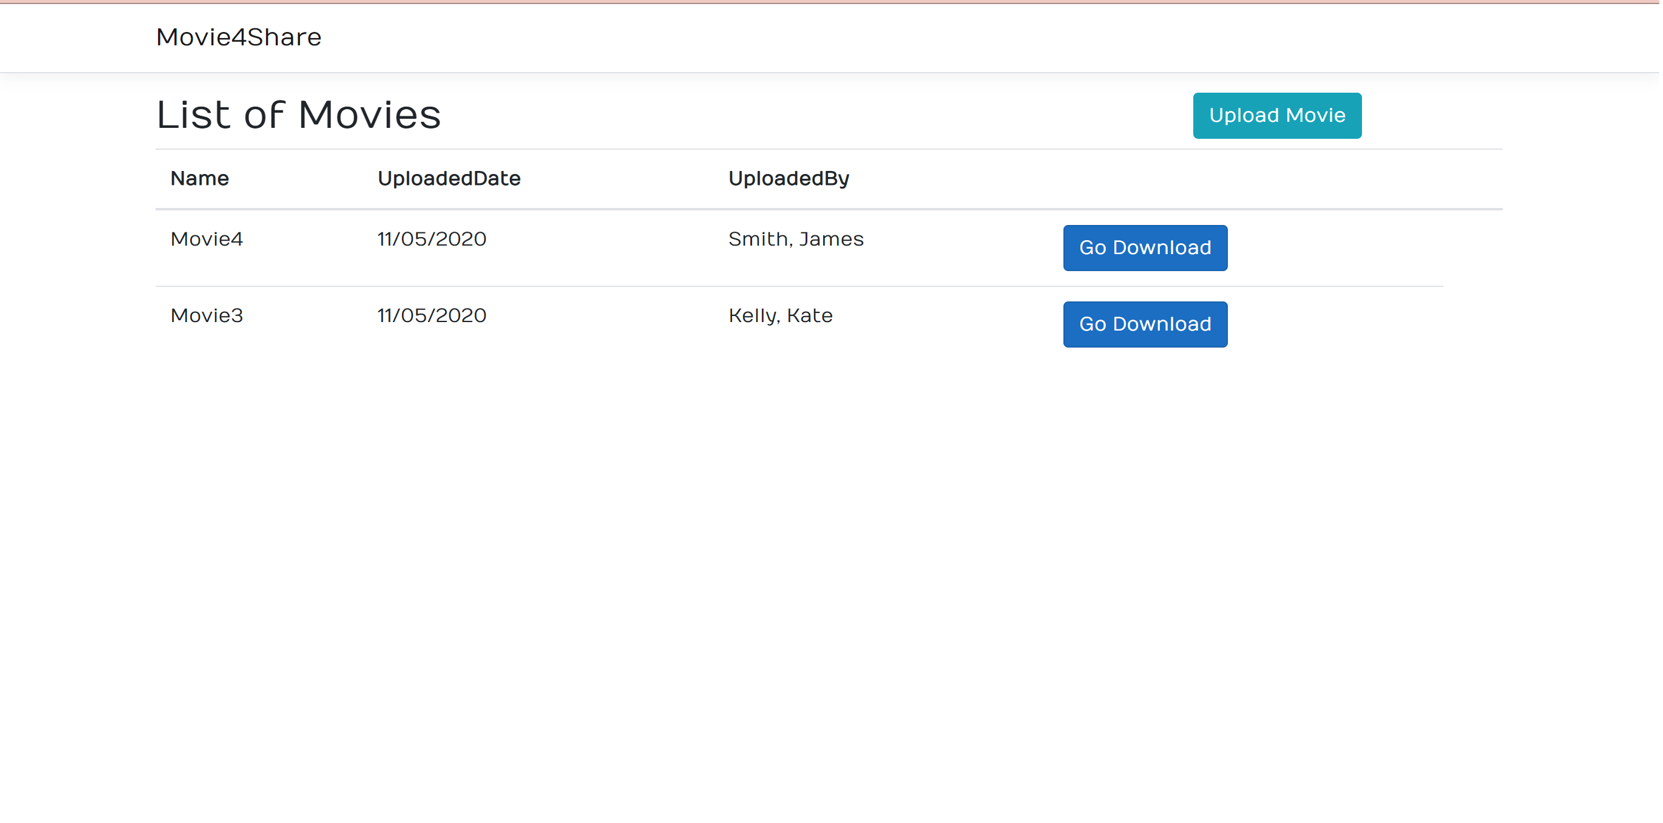 Movie4Share
List of Movies Upload Movie
Name UploadedDate UploadedBy
Movie4 11/05/2020 Smith, James Go Download
Movie3 11/05/2020 Kelly, Kate Go Download